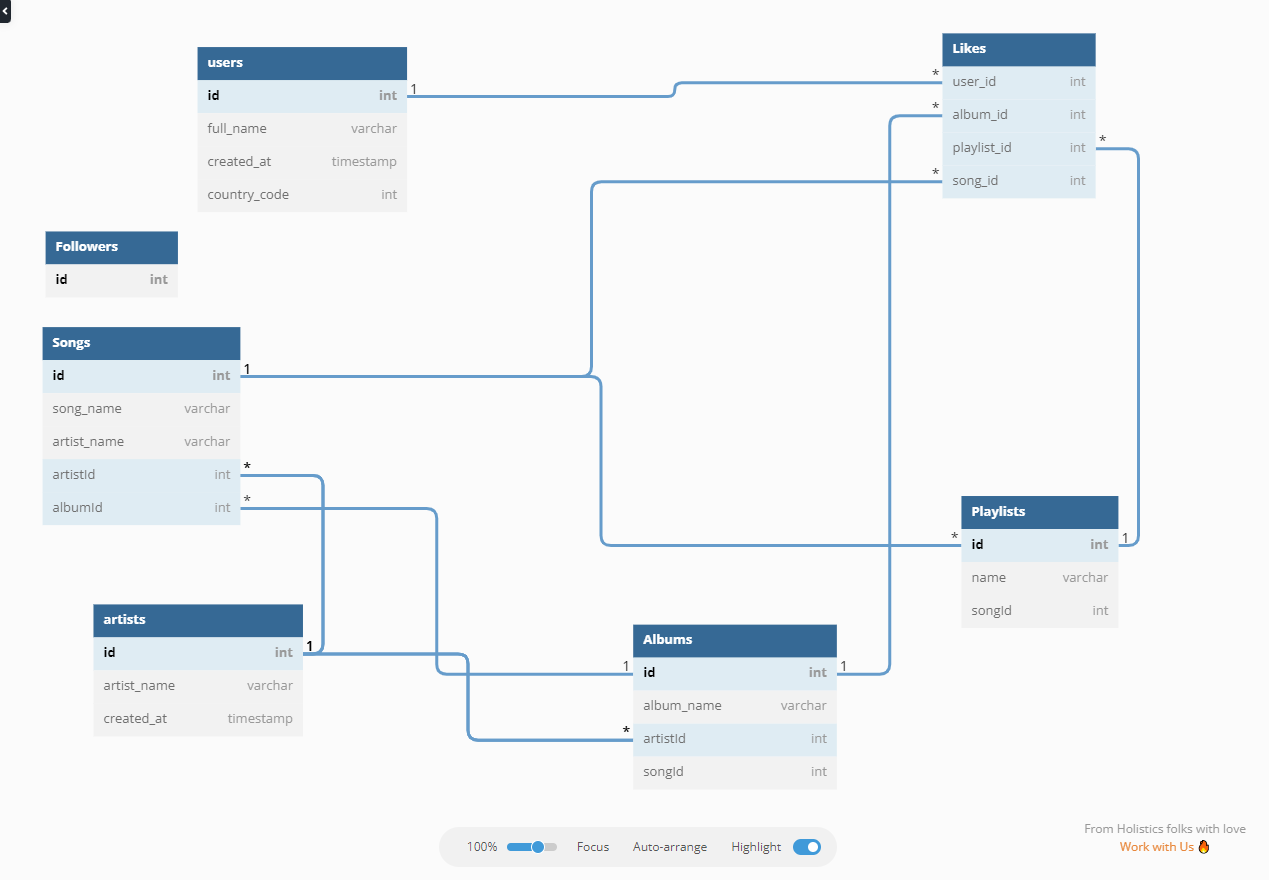 users
id int
full_name varchar
created_at timestamp
country_code int
1
Likes
* user_id int
* album_id int
playlist_id int *
* song_id int
Followers
id int
Songs
id int 1
song_name varchar
artist_name varchar
artistId int *
albumId int *
Playlists
* id int 1
name varchar
songId int
artists
id int 1
artist_name varchar
created_at timestamp
Albums
1 id int 1
album_name varchar
* artistId int
songId int
100% Focus Auto-arrange Highlight
From Holistics folks with love
Work with Us